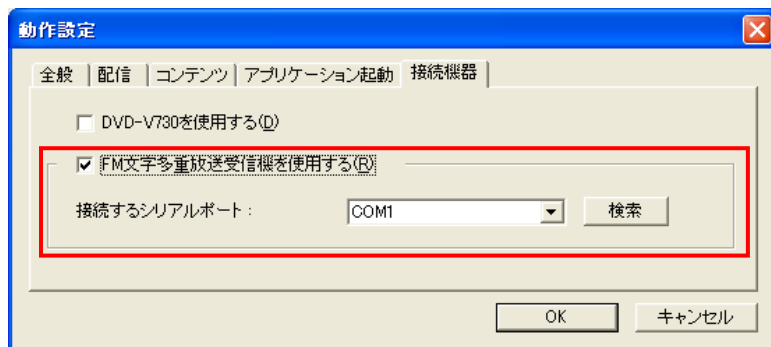 動作設定
全般 配信 コンテンツ アプリケーション起動 接続機器
DVD-V730を使用する(D)
FM文字多重放送受信機を使用する(R)
接続するシリアルポート: COM1 検索
OK キャンセル